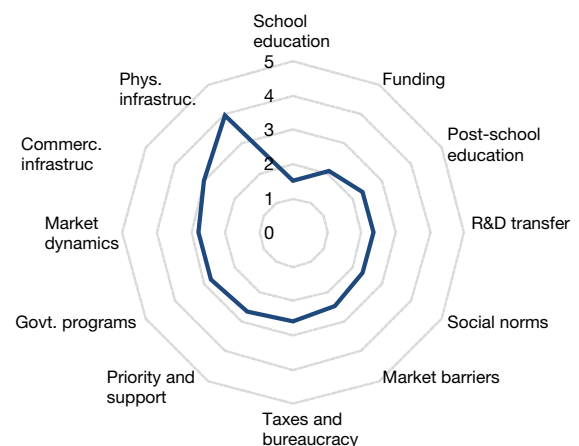 School
education
5
Phys.
infrastruc.
Funding
4
3
Commerc.
infrastruc
Post-school
education
2
1
Market
dynamics
0
R&D transfer
Govt. programs
Social norms
Priority and
support
Market barriers
Taxes and
bureaucracy